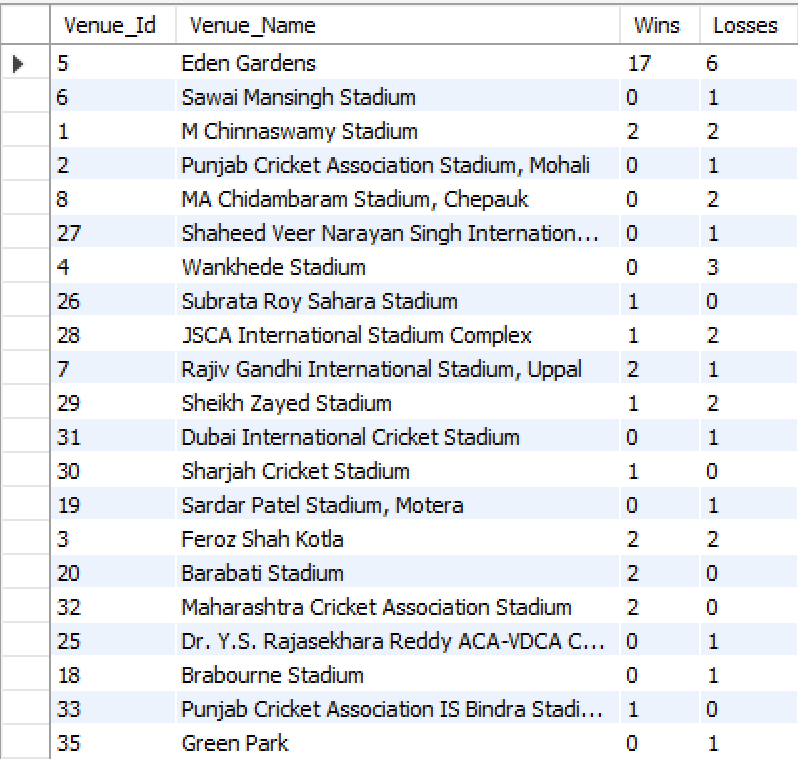 Venue_Id Venue_Name Wins Losses
5 Eden Gardens 17 6
6 Sawai Mansingh Stadium 0 1
1 M Chinnaswamy Stadium 2 2
2 Punjab Cricket Association Stadium, Mohali 0 1
8 MA Chidambaram Stadium, Chepauk 0 2
27 Shaheed Veer Narayan Singh Internation... 0 1
4 Wankhede Stadium 0 3
26 Subrata Roy Sahara Stadium 1 0
28 JSCA International Stadium Complex 1 2
7 Rajiv Gandhi International Stadium, Uppal 2 1
29 Sheikh Zayed Stadium 1 2
31 Dubai International Cricket Stadium 0 1
30 Sharjah Cricket Stadium 1 0
19 Sardar Patel Stadium, Motera 0 1
3 Feroz Shah Kotla 2 2
20 Barabati Stadium 2 0
32 Maharashtra Cricket Association Stadium 2 0
25 Dr. Y.S. Rajasekhara Reddy ACA-VDCA C... 0 1
18 Brabourne Stadium 0 1
33 Punjab Cricket Association IS Bindra Stadi... 1 0
35 Green Park 0 1